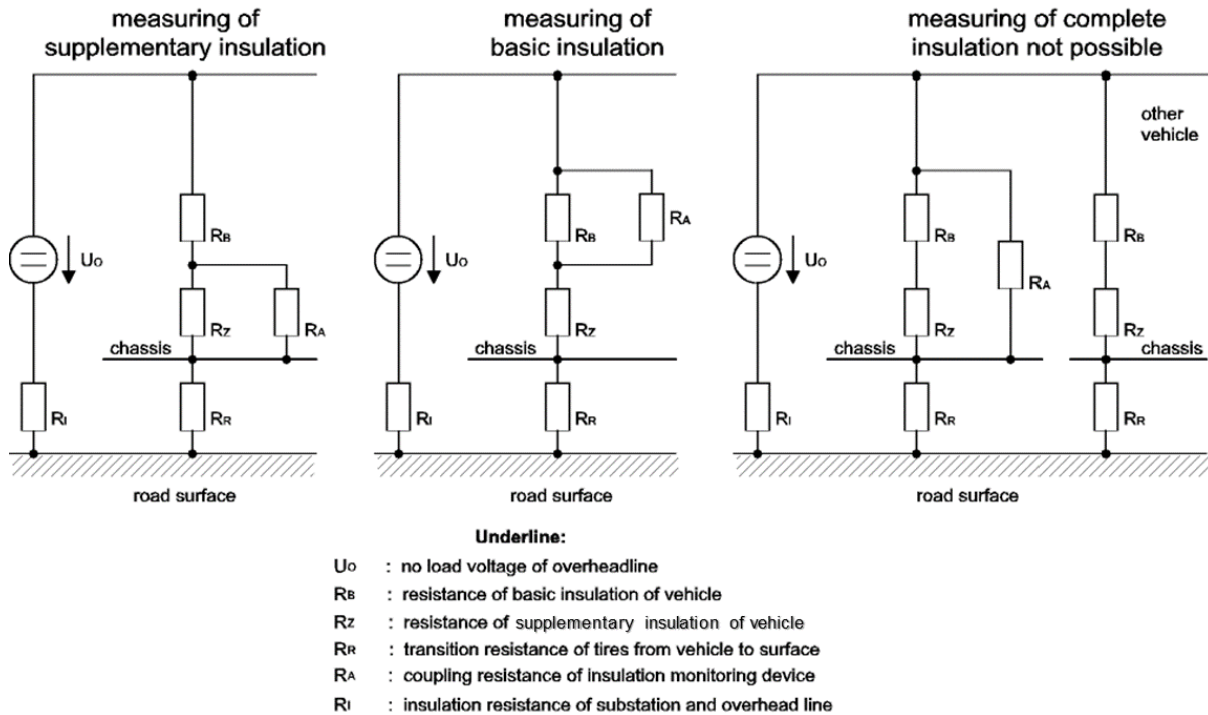 measuring of
supplementary insulation
measuring of
basic insulation
measuring of complete
insulation not possible
other
vehicle
RB
UO
RZ
RA
chassis
RI
RR
road surface
RA
RB
UO
RZ
chassis
RI
RR
road surface
RB
RB
UO
RA
RZ
RZ
chassis
chassis
RI
RR
RR
road surface
Underline:
UO : no load voltage of overheadline
RB : resistance of basic insulation of vehicle
RZ : resistance of supplementary insulation of vehicle
RR : transition resistance of tires from vehicle to surface
RA : coupling resistance of insulation monitoring device
RI : insulation resistance of substation and overhead line